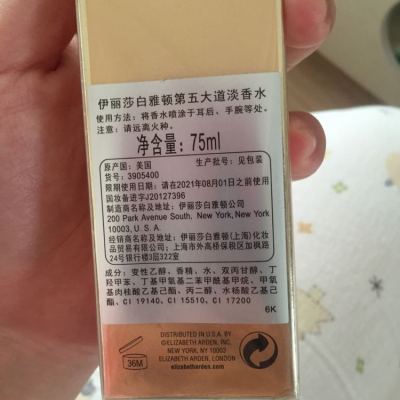 伊丽莎白雅顿第五大道淡香水
使用方法：将香水喷涂于耳后、手腕等处。
注意：请远离火种。
净含量：75ml
原产国：美国 生产批号：见包装
货号：3905400
限期使用日期：请在2021年08月01日之前使用
国妆备进字J20127396
制造商名称及地址：伊丽莎白雅顿公司
200 Park Avenue South, New York,New York
10003, U. S. A.
经销商名称及地址：伊丽莎白雅顿(上海)化妆
品贸易有限公司；上海市外高桥保税区加枫路
24号银行楼3层322室
成分：变性乙醇、香精、水、双丙甘醇、丁
羟甲苯、丁基甲氧基二苯甲酰基甲烷、甲氧
基肉桂酸乙基己酯、丙二醇、水杨酸乙基己
酯、CI 19140、CI 15510、CI 17200
6K
DISTRIBUTED IN U.S.A. BY
©ELIZABETH ARDEN, INC.
NEW YORK, NY 10003
ELIZABETH ARDEN, LONDON
elizabetharden.com
36M